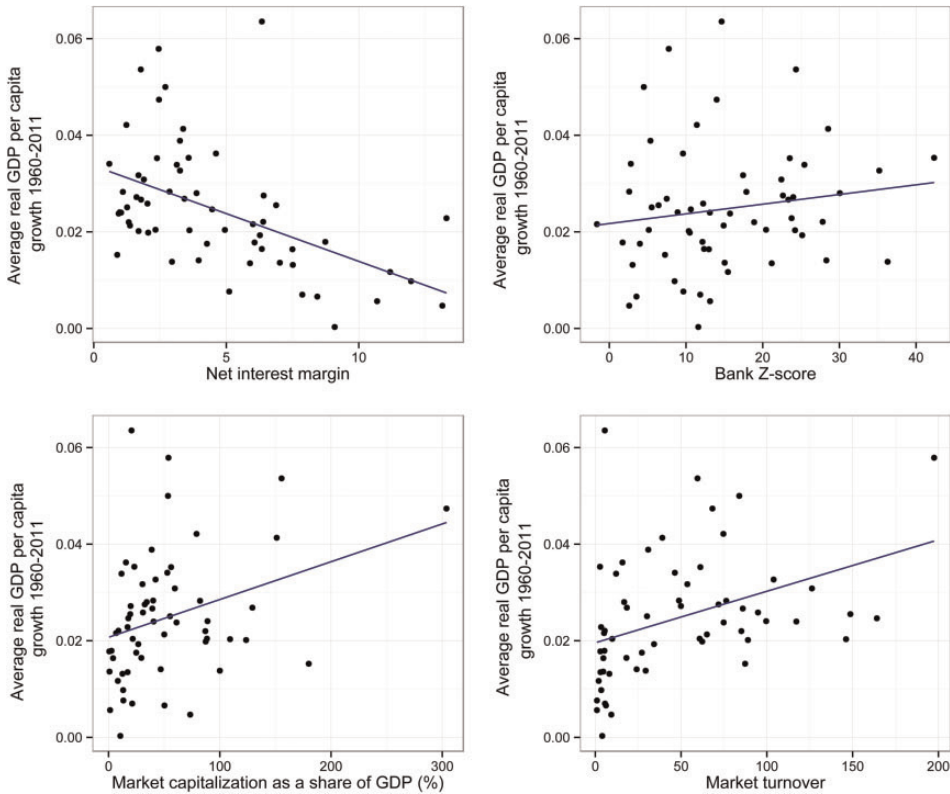 Average real GDP per capita
growth 1960-2011
0.06
0.04
0.02
0.00
0
5
10
Net interest margin
Average real GDP per capita
growth 1960-2011
0.06
0.04
0.02
0.00
0
10
20
30
40
Bank Z-score
Average real GDP per capita
growth 1960-2011
0.06
0.04
0.02
0.00
0
100
200
300
Market capitalization as a share of GDP (%)
Average real GDP per capita
growth 1960-2011
0.06
0.04
0.02
0.00
0
50
100
150
200
Market turnover